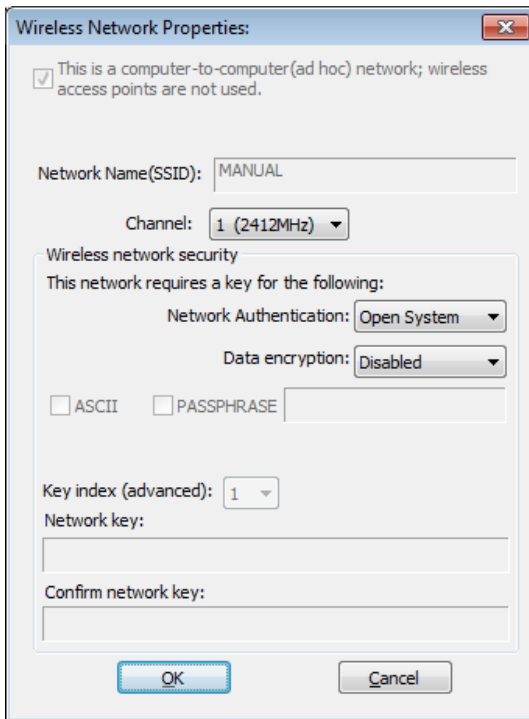 Wireless Network Properties:
This is a computer-to-computer(ad hoc) network; wireless
access points are not used.
Network Name(SSID): MANUAL
Channel: 1 (2412MHz)
Wireless network security
This network requires a key for the following:
Network Authentication: Open System
Data encryption: Disabled
ASCII PASSPHRASE
Key index (advanced): 1
Network key:
Confirm network key:
OK Cancel